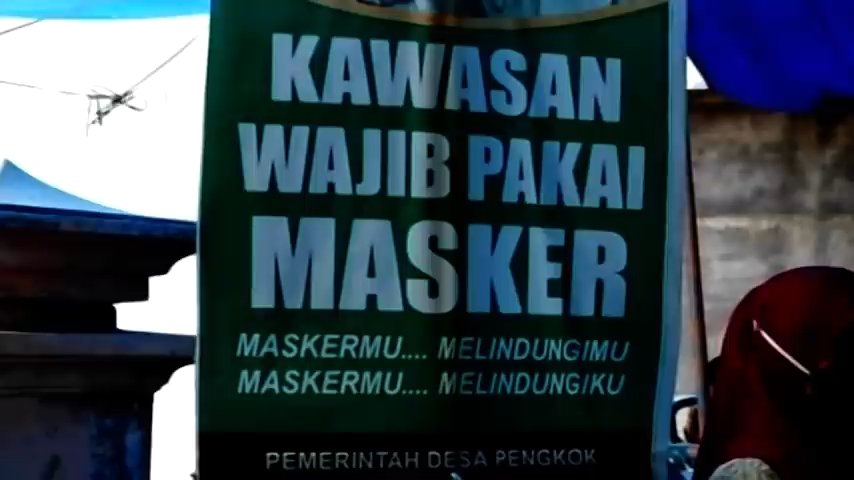 KAWASAN
WAJIB PAKAI
MASKER
MASKERMU.... MELINDUNGIMU
MASKERMU.... MELINDUNGIKU
PEMERINTAH DESA PENGKOK